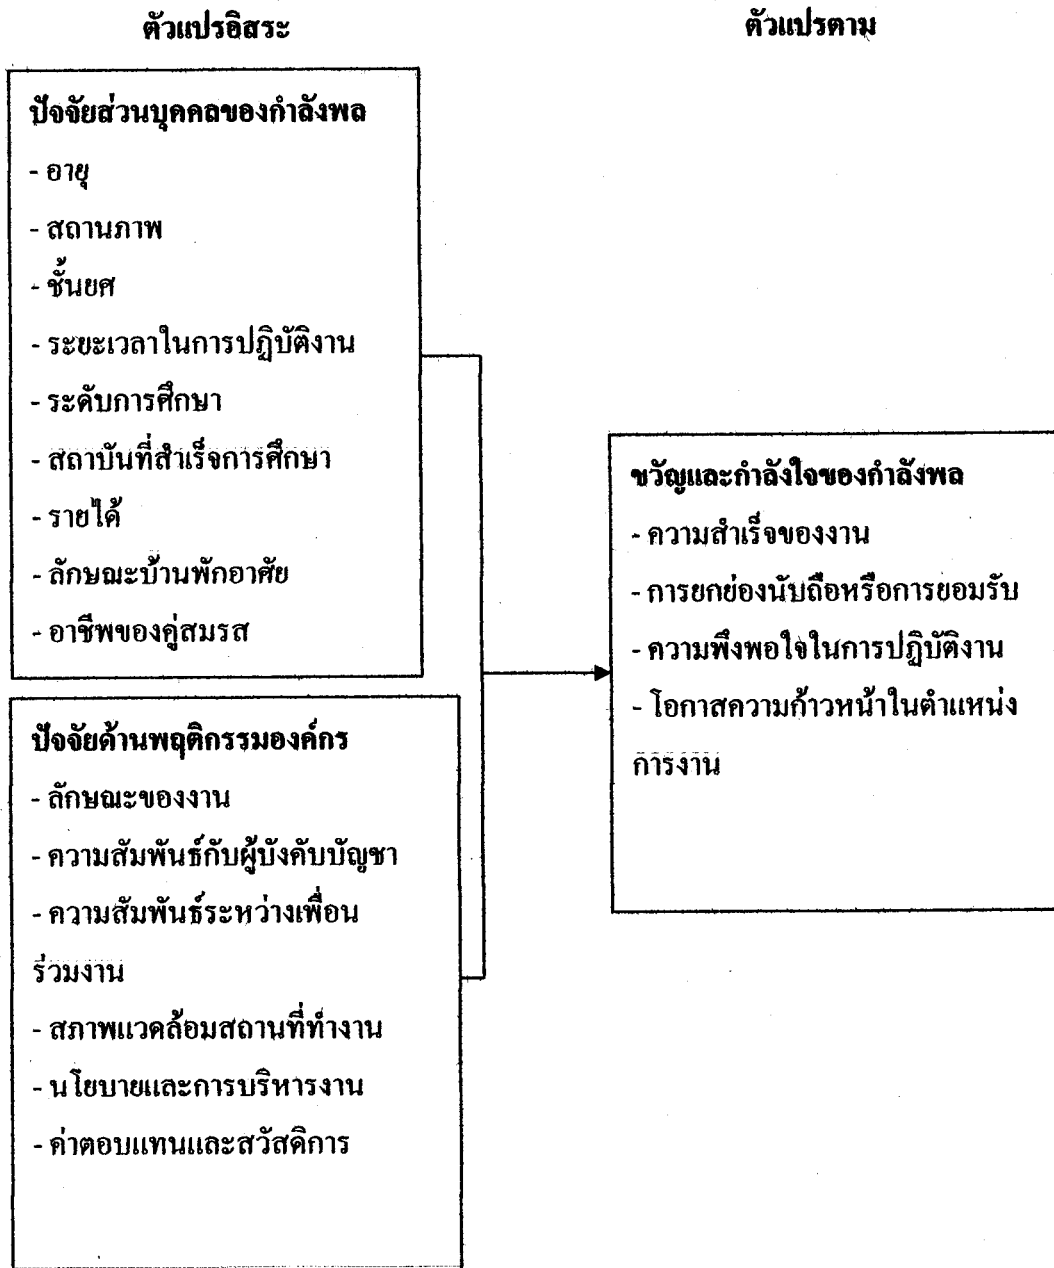 ตัวแปรอิสระ
ตัวแปรตาม
ปัจจัยส่วนบุคคลของกำลังพล
- อายุ
- สถานภาพ
- ชั้นยศ
- ระยะเวลาในการปฏิบัติงาน
- ระดับการศึกษา
- สถาบันที่สำเร็จการศึกษา
- รายได้
- ลักษณะบ้านพักอาศัย
- อาชีพของคู่สมรส
ปัจจัยด้านพฤติกรรมองค์กร
- ลักษณะของงาน
- ความสัมพันธ์กับผู้บังคับบัญชา
- ความสัมพันธ์ระหว่างเพื่อน
ร่วมงาน
- สภาพแวดล้อมสถานที่ทำงาน
- นโยบายและการบริหารงาน
- ค่าตอบแทนและสวัสดิการ
ขวัญและกำลังใจของกำลังพล
- ความสำเร็จของงาน
- การยกย่องนับถือหรือการยอมรับ
- ความพึงพอใจในการปฏิบัติงาน
- โอกาสความก้าวหน้าในตำแหน่ง
การงาน